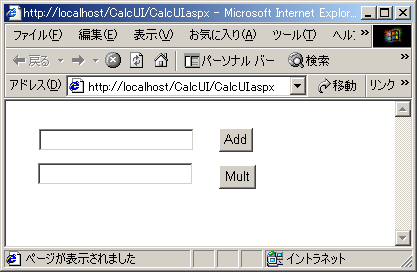 http://localhost/CalcUI/CalcUIaspx - Microsoft Internet Explor...
ファイル(F) 編集(E) 表示(V) お気に入り(A) ツール(T) ヘル »
戻る パーソナル バー 検索 »
アドレス(D) http://localhost/CalcUI/CalcUIaspx 移動 リンク »
Add
Mult
ページが表示されました イントラネット